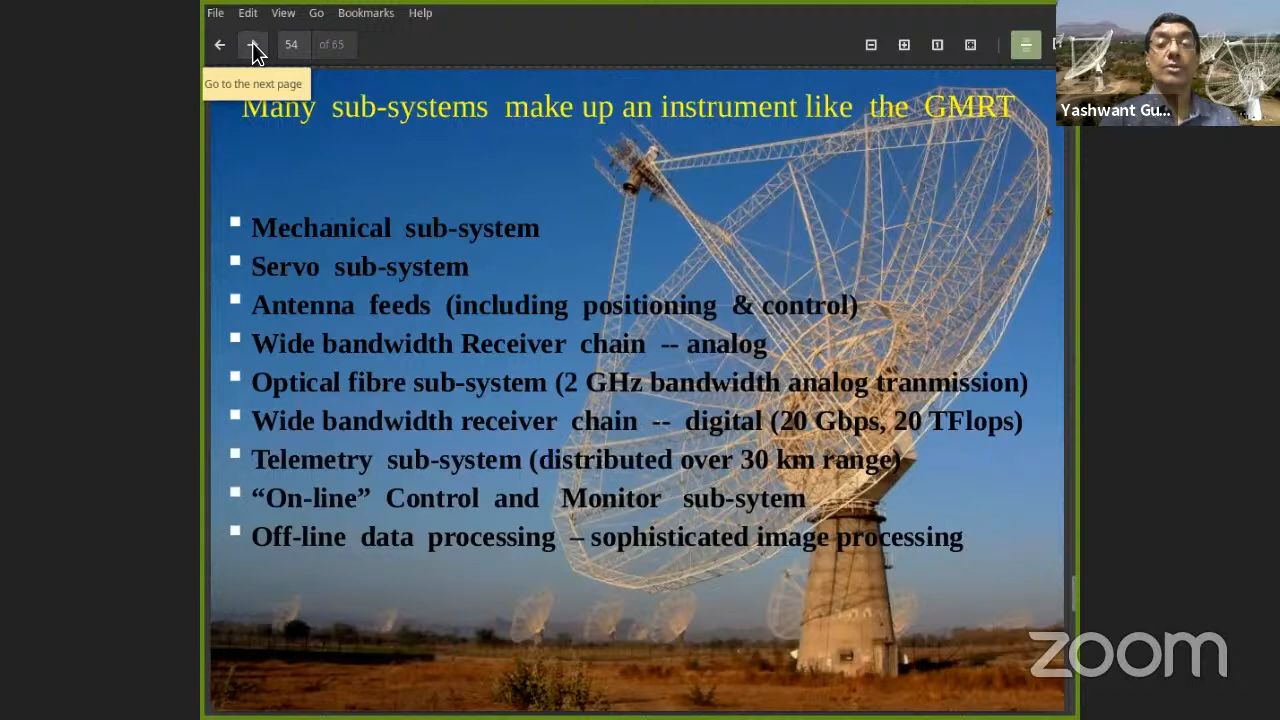 File Edit View Go Bookmarks Help
54 of 65
Go to the next page
Yashwant Gu...
Many sub-systems make up an instrument like the GMRT
Mechanical sub-system
Servo sub-system
Antenna feeds (including positioning & control)
Wide bandwidth Receiver chain -- analog
Optical fibre sub-system (2 GHz bandwidth analog tranmission)
Wide bandwidth receiver chain -- digital (20 Gbps, 20 TFlops)
Telemetry sub-system (distributed over 30 km range)
“On-line” Control and Monitor sub-sytem
Off-line data processing – sophisticated image processing
zoom